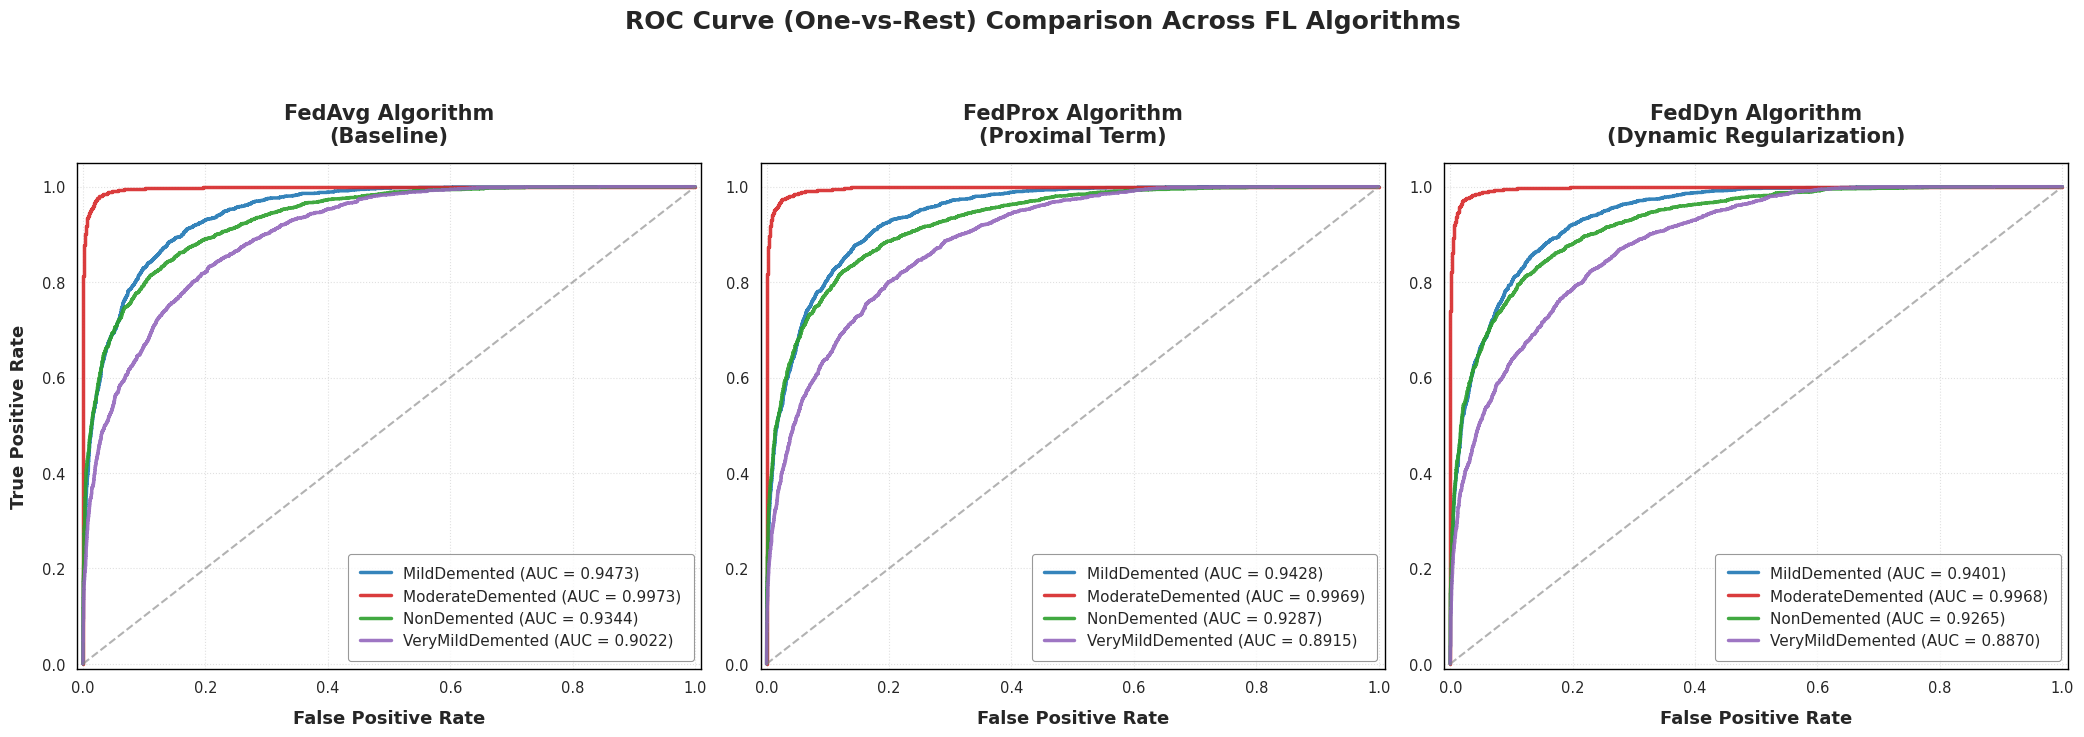 ROC Curve (One-vs-Rest) Comparison Across FL Algorithms
FedAvg Algorithm
(Baseline)
True Positive Rate
1.0
0.8
0.6
0.4
0.2
0.0
MildDemented (AUC = 0.9473)
ModerateDemented (AUC = 0.9973)
NonDemented (AUC = 0.9344)
VeryMildDemented (AUC = 0.9022)
0.0 0.2 0.4 0.6 0.8 1.0
False Positive Rate
FedProx Algorithm
(Proximal Term)
1.0
0.8
0.6
0.4
0.2
0.0
MildDemented (AUC = 0.9428)
ModerateDemented (AUC = 0.9969)
NonDemented (AUC = 0.9287)
VeryMildDemented (AUC = 0.8915)
0.0 0.2 0.4 0.6 0.8 1.0
False Positive Rate
FedDyn Algorithm
(Dynamic Regularization)
1.0
0.8
0.6
0.4
0.2
0.0
MildDemented (AUC = 0.9401)
ModerateDemented (AUC = 0.9968)
NonDemented (AUC = 0.9265)
VeryMildDemented (AUC = 0.8870)
0.0 0.2 0.4 0.6 0.8 1.0
False Positive Rate